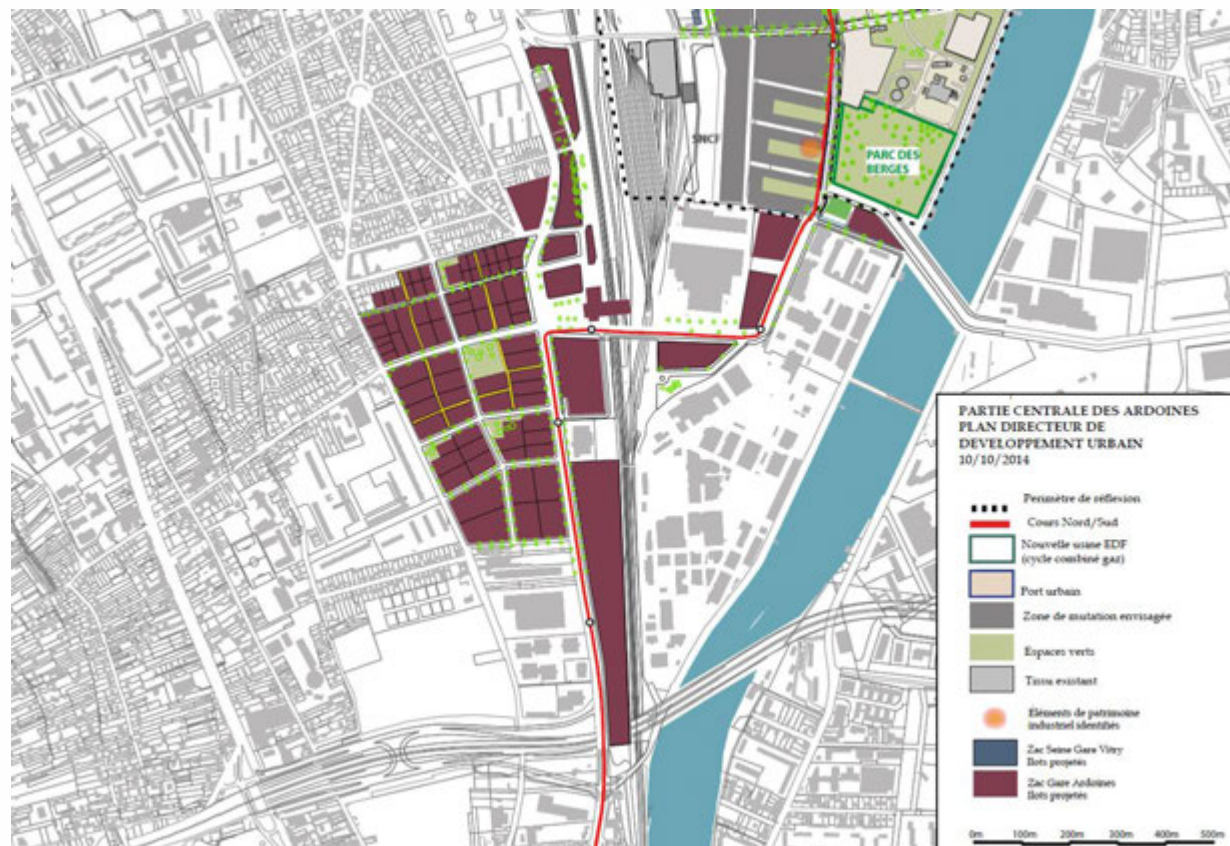 SNCF
PARC DES
BERGES
PARTIE CENTRALE DES ARDOINES
PLAN DIRECTEUR DE
DEVELOPPEMENT URBAIN
10/10/2014
Perimètre de réflexion
Cours Nord/Sud
Nouvelle usine EDF
(cycle combiné gaz)
Port urbain
Zone de mutation envisagée
Espaces verts
Tissu existant
Éléments de patrimoine
industriel identifiés
Zac Seine Gare Vitry
Ilots projetés
Zac Gare Ardoines
Ilots projetés
0m 100m 200m 300m 400m 500m